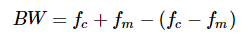 BW = f_c + f_m − (f_c − f_m)